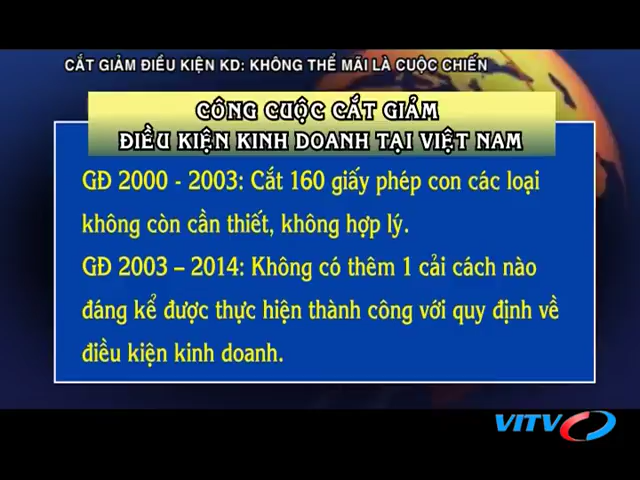 CẮT GIẢM ĐIỀU KIỆN KD: KHÔNG THỂ MÃI LÀ CUỘC CHIẾN
CÔNG CUỘC CẮT GIẢM
ĐIỀU KIỆN KINH DOANH TẠI VIỆT NAM
GĐ 2000 - 2003: Cắt 160 giấy phép con các loại
không còn cần thiết, không hợp lý.
GĐ 2003 – 2014: Không có thêm 1 cải cách nào
đáng kể được thực hiện thành công với quy định về
điều kiện kinh doanh.
VITV